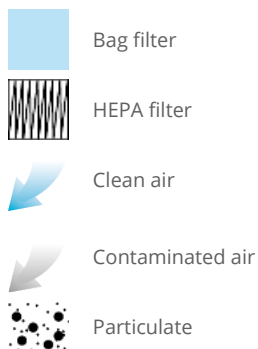 Bag filter
HEPA filter
Clean air
Contaminated air
Particulate